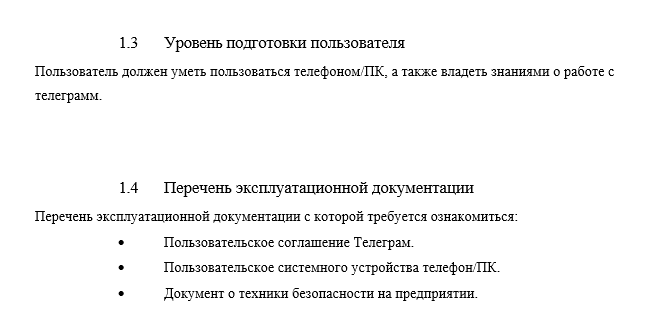 1.3 Уровень подготовки пользователя
Пользователь должен уметь пользоваться телефоном/ПК, а также владеть знаниями о работе с
телеграмм.
1.4 Перечень эксплуатационной документации
Перечень эксплуатационной документации с которой требуется ознакомиться:
• Пользовательское соглашение Телеграм.
• Пользовательское системного устройства телефон/ПК.
• Документ о техники безопасности на предприятии.